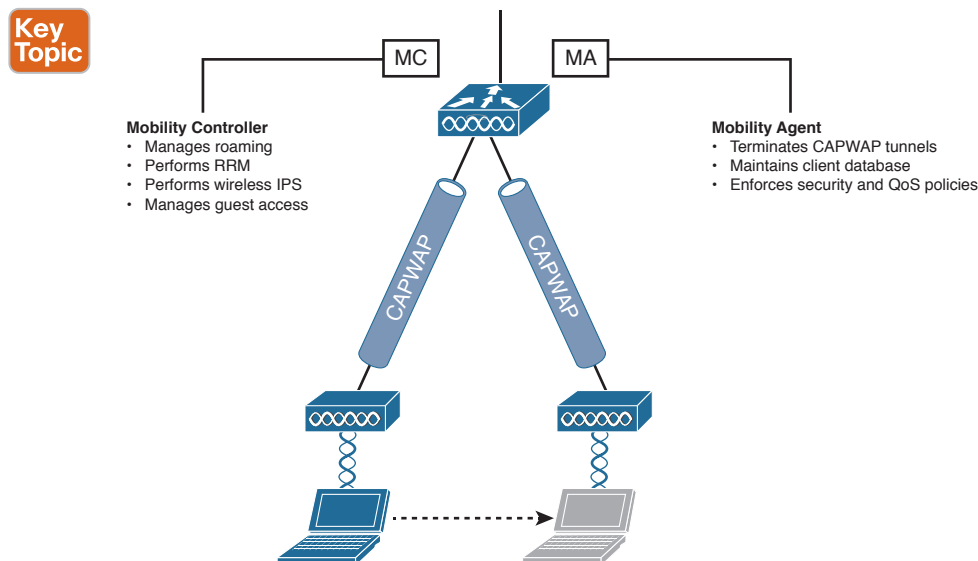 Key
Topic
MC
MA
Mobility Controller
• Manages roaming
• Performs RRM
• Performs wireless IPS
• Manages guest access
Mobility Agent
• Terminates CAPWAP tunnels
• Maintains client database
• Enforces security and QoS policies
CAPWAP
CAPWAP